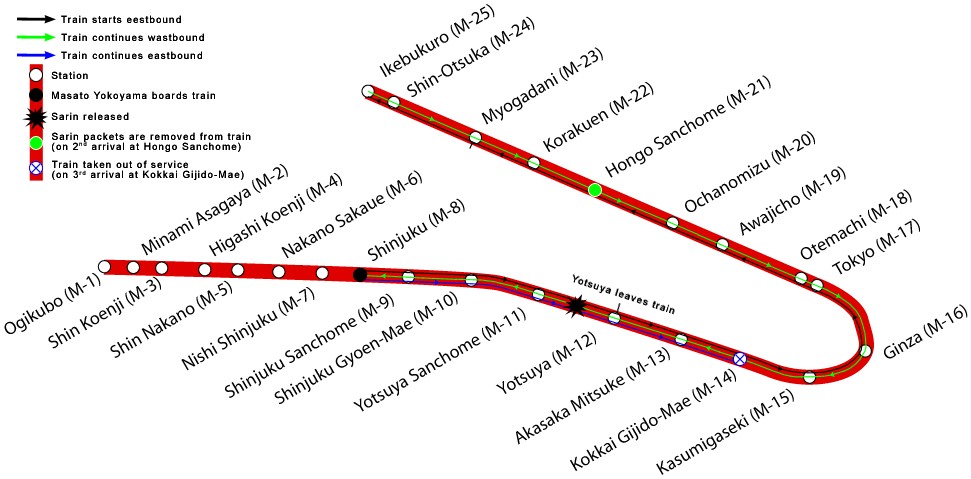 Train starts eestbound
Train continues wastbound
Train continues eastbound
Station
Masato Yokoyama boards train
Sarin released
Sarin packets are removed from train
(on 2nd arrival at Hongo Sanchome)
Train taken out of service
(on 3rd arrival at Kokkai Gijido-Mae)
Ikebukuro (M-25)
Shin-Otsuka (M-24)
Myogadani (M-23)
Korakuen (M-22)
Hongo Sanchome (M-21)
Ochanomizu (M-20)
Awajicho (M-19)
Otemachi (M-18)
Tokyo (M-17)
Ginza (M-16)
Kasumigaseki (M-15)
Kokkai Gijido-Mae (M-14)
Akasaka Mitsuke (M-13)
Yotsuya (M-12)
Yotsuya leaves train
Yotsuya Sanchome (M-11)
Shinjuku Gyoen-Mae (M-10)
Shinjuku Sanchome (M-9)
Shinjuku (M-8)
Nishi Shinjuku (M-7)
Nakano Sakaue (M-6)
Shin Nakano (M-5)
Higashi Koenji (M-4)
Shin Koenji (M-3)
Minami Asagaya (M-2)
Ogikubo (M-1)